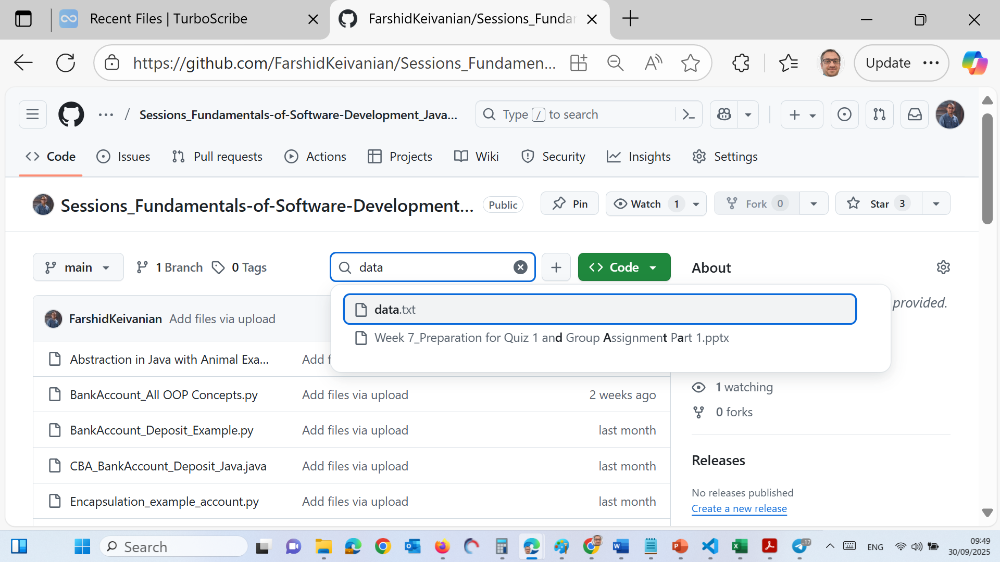 Recent Files | TurboScribe
FarshidKeivanian/Sessions_Funda
https://github.com/FarshidKeivanian/Sessions_Fundamen...
Update
Sessions_Fundamentals-of-Software-Development_Java...
Type / to search
Code
Issues
Pull requests
Actions
Projects
Wiki
Security
Insights
Settings
Sessions_Fundamentals-of-Software-Development...
Public
Pin
Watch 1
Fork 0
Star 3
main
1 Branch
0 Tags
data
Code
About
data.txt
provided.
FarshidKeivanian Add files via upload
Week 7_Preparation for Quiz 1 and Group Assignment Part 1.pptx
Abstraction in Java with Animal Exa...
Add f
BankAccount_All OOP Concepts.py
Add files via upload
2 weeks ago
1 watching
0 forks
BankAccount_Deposit_Example.py
Add files via upload
last month
CBA_BankAccount_Deposit_Java.java
Add files via upload
last month
Releases
No releases published
Create a new release
Encapsulation_example_account.py
Add files via upload
last month
Search
17
ENG
09:49
30/09/2025